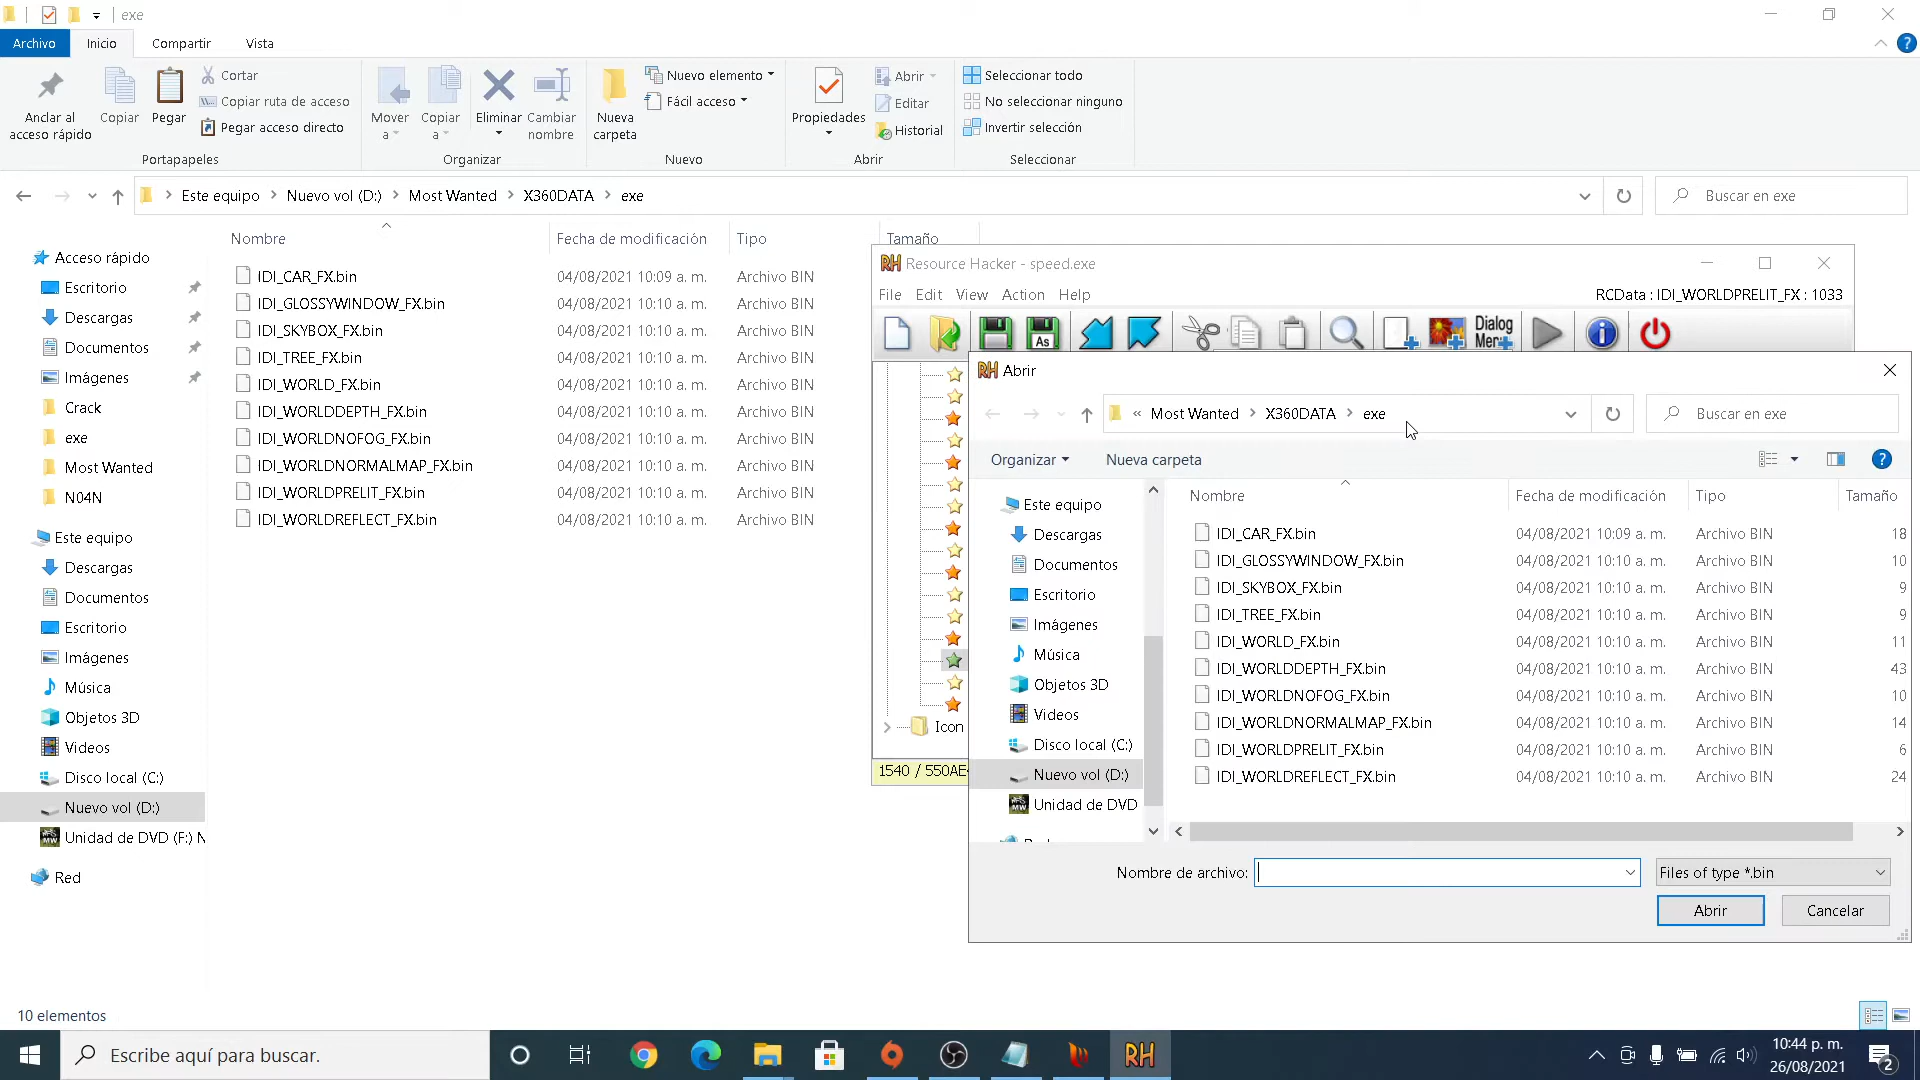 exe
Archivo Inicio Compartir Vista
Anclar al acceso rápido
Copiar
Pegar
Cortar
Copiar ruta de acceso
Pegar acceso directo
Portapapeles
Mover a
Copiar a
Eliminar
Cambiar nombre
Organizar
Nueva carpeta
Nuevo elemento
Fácil acceso
Nuevo
Propiedades
Abrir
Editar
Historial
Abrir
Seleccionar todo
No seleccionar ninguno
Invertir selección
Seleccionar
Este equipo Nuevo vol (D:) Most Wanted X360DATA exe
Buscar en exe
Acceso rápido
Escritorio
Descargas
Documentos
Imágenes
Crack
exe
Most Wanted
N04N
Este equipo
Descargas
Documentos
Escritorio
Imágenes
Música
Objetos 3D
Videos
Disco local (C:)
Nuevo vol (D:)
Unidad de DVD (F:) N
Red
Nombre Fecha de modificación Tipo Tamaño
IDI_CAR_FX.bin 04/08/2021 10:09 a. m. Archivo BIN
IDI_GLOSSYWINDOW_FX.bin 04/08/2021 10:10 a. m. Archivo BIN
IDI_SKYBOX_FX.bin 04/08/2021 10:10 a. m. Archivo BIN
IDI_TREE_FX.bin 04/08/2021 10:10 a. m. Archivo BIN
IDI_WORLD_FX.bin 04/08/2021 10:10 a. m. Archivo BIN
IDI_WORLDDEPTH_FX.bin 04/08/2021 10:10 a. m. Archivo BIN
IDI_WORLDNOFOG_FX.bin 04/08/2021 10:10 a. m. Archivo BIN
IDI_WORLDNORMALMAP_FX.bin 04/08/2021 10:10 a. m. Archivo BIN
IDI_WORLDPRELIT_FX.bin 04/08/2021 10:10 a. m. Archivo BIN
IDI_WORLDREFLECT_FX.bin 04/08/2021 10:10 a. m. Archivo BIN
RH Resource Hacker - speed.exe
File Edit View Action Help
RCData : IDI_WORLDPRELIT_FX : 1033
As
Dialog
Mer
Icon
1540 / 550AE
RH Abrir
« Most Wanted X360DATA exe
Buscar en exe
Organizar Nueva carpeta
Este equipo
Descargas
Documentos
Escritorio
Imágenes
Música
Objetos 3D
Videos
Disco local (C:)
Nuevo vol (D:)
Unidad de DVD
Nombre Fecha de modificación Tipo Tamaño
IDI_CAR_FX.bin 04/08/2021 10:09 a. m. Archivo BIN 18
IDI_GLOSSYWINDOW_FX.bin 04/08/2021 10:10 a. m. Archivo BIN 10
IDI_SKYBOX_FX.bin 04/08/2021 10:10 a. m. Archivo BIN 9
IDI_TREE_FX.bin 04/08/2021 10:10 a. m. Archivo BIN 9
IDI_WORLD_FX.bin 04/08/2021 10:10 a. m. Archivo BIN 11
IDI_WORLDDEPTH_FX.bin 04/08/2021 10:10 a. m. Archivo BIN 43
IDI_WORLDNOFOG_FX.bin 04/08/2021 10:10 a. m. Archivo BIN 10
IDI_WORLDNORMALMAP_FX.bin 04/08/2021 10:10 a. m. Archivo BIN 14
IDI_WORLDPRELIT_FX.bin 04/08/2021 10:10 a. m. Archivo BIN 6
IDI_WORLDREFLECT_FX.bin 04/08/2021 10:10 a. m. Archivo BIN 24
Nombre de archivo:
Files of type *.bin
Abrir Cancelar
10 elementos
Escribe aquí para buscar.
RH
10:44 p. m.
26/08/2021
2